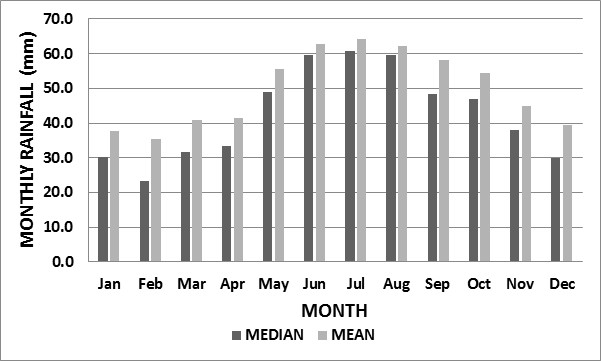 MONTHLY RAINFALL (mm)
70.0
60.0
50.0
40.0
30.0
20.0
10.0
0.0
Jan Feb Mar Apr May Jun Jul Aug Sep Oct Nov Dec
MONTH
MEDIAN MEAN